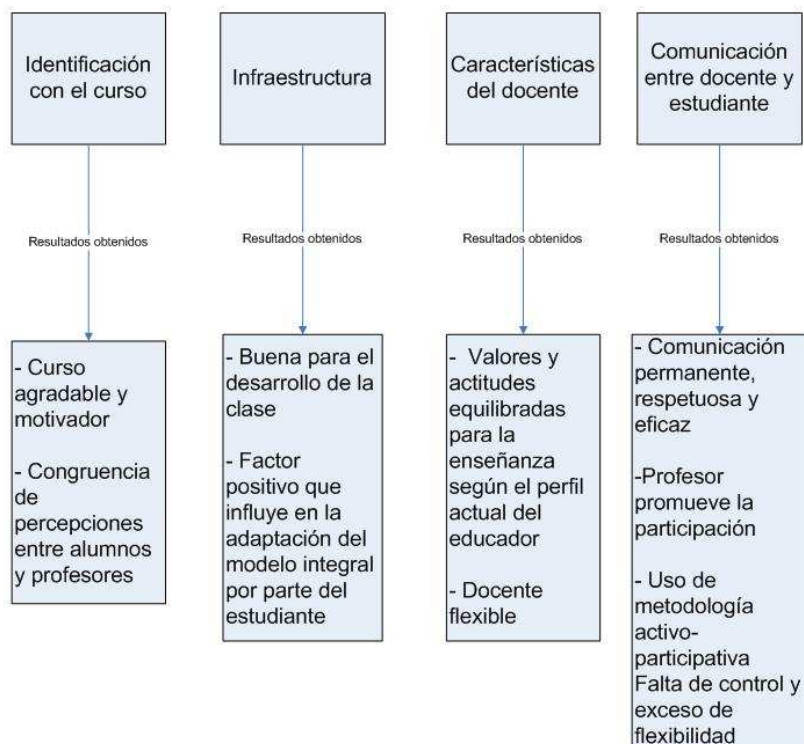 Identificación
con el curso
Infraestructura
Características
del docente
Comunicación
entre docente y
estudiante
Resultados obtenidos
Resultados obtenidos
Resultados obtenidos
Resultados obtenidos
- Curso
agradable y
motivador
- Congruencia
de
percepciones
entre alumnos
y profesores
- Buena para el
desarrollo de la
clase
- Factor
positivo que
influye en la
adaptación del
modelo integral
por parte del
estudiante
- Valores y
actitudes
equilibradas
para la
enseñanza
según el perfil
actual del
educador
- Docente
flexible
- Comunicación
permanente,
respetuosa y
eficaz
-Profesor
promueve la
participación
- Uso de
metodología
activo-
participativa
Falta de control y
exceso de
flexibilidad